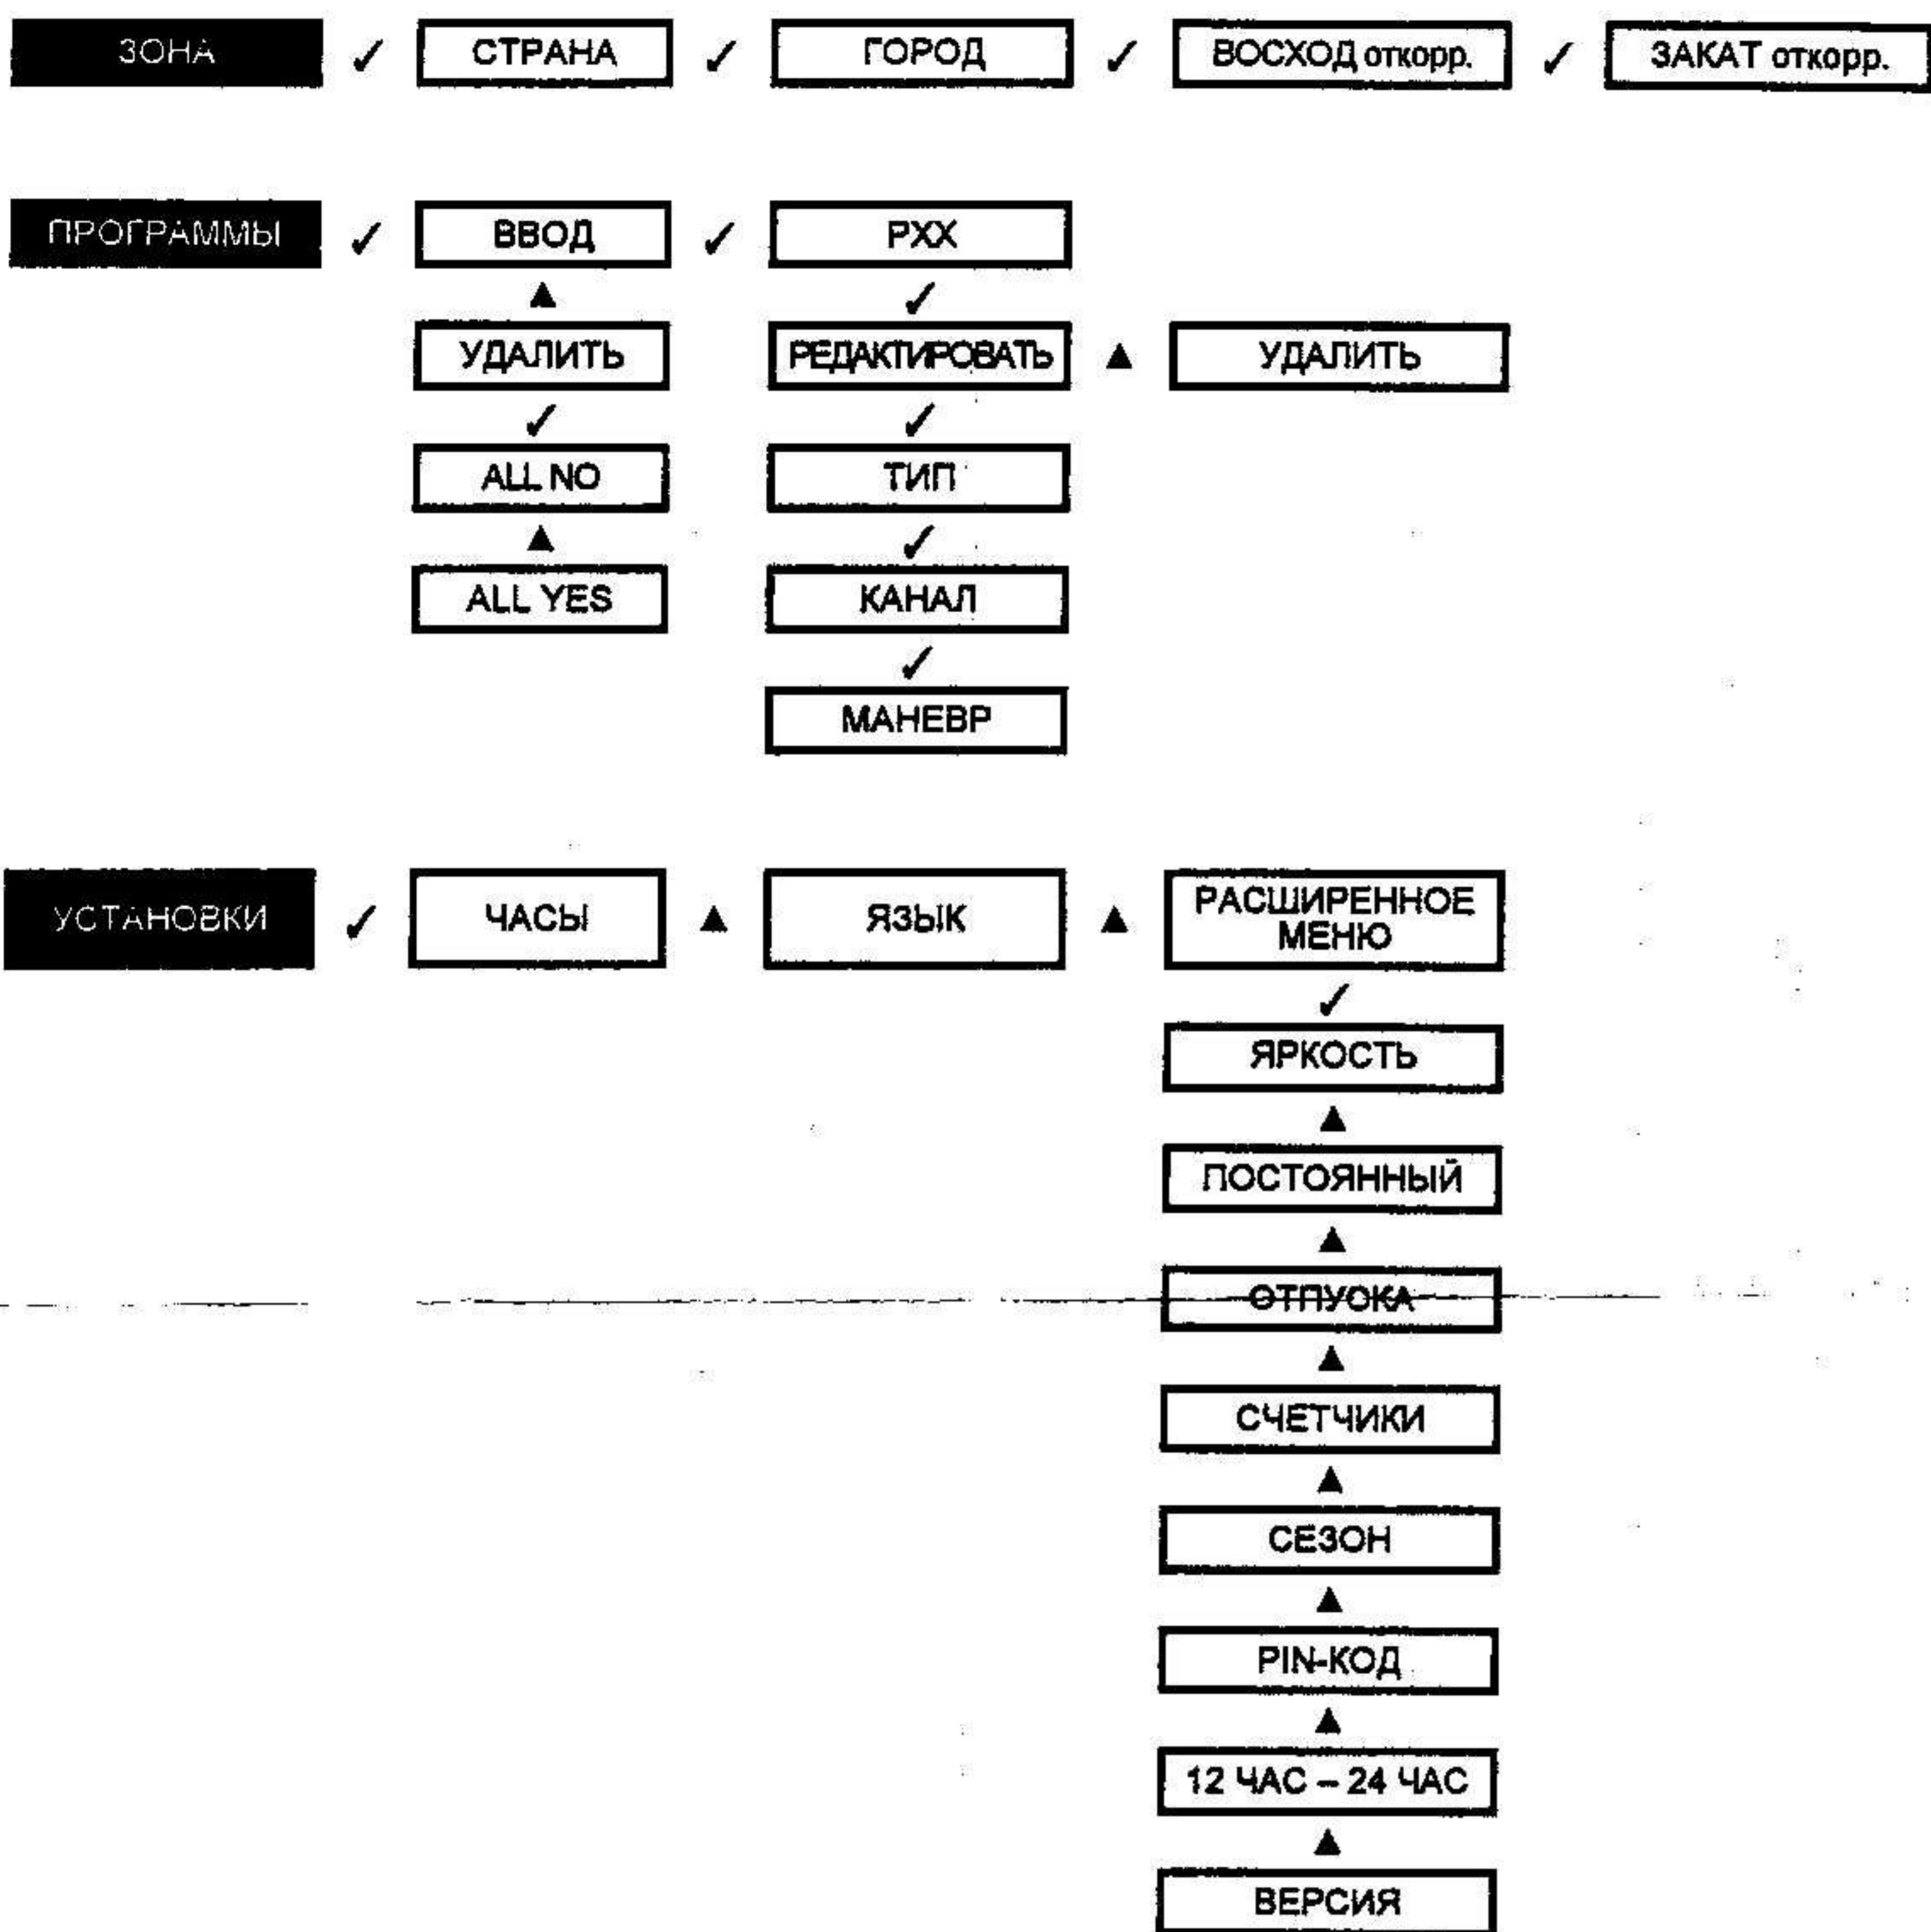 ЗОНА ✓ СТРАНА ✓ ГОРОД ✓ ВОСХОД откорр. ✓ ЗАКАТ откорр.
ПРОГРАММЫ ✓ ВВОД ✓ РХХ
▲ ✓
УДАЛИТЬ РЕДАКТИРОВАТЬ ▲ УДАЛИТЬ
✓ ✓
ALL NO ТИП
▲ ✓
ALL YES КАНАЛ
✓
МАНЕВР
УСТАНОВКИ ✓ ЧАСЫ ▲ ЯЗЫК ▲ РАСШИРЕННОЕ
МЕНЮ
✓
ЯРКОСТЬ
▲
ПОСТОЯННЫЙ
▲
ОТПУСКА
▲
СЧЕТЧИКИ
▲
СЕЗОН
▲
PIN-КОД
▲
12 ЧАС – 24 ЧАС
▲
ВЕРСИЯ